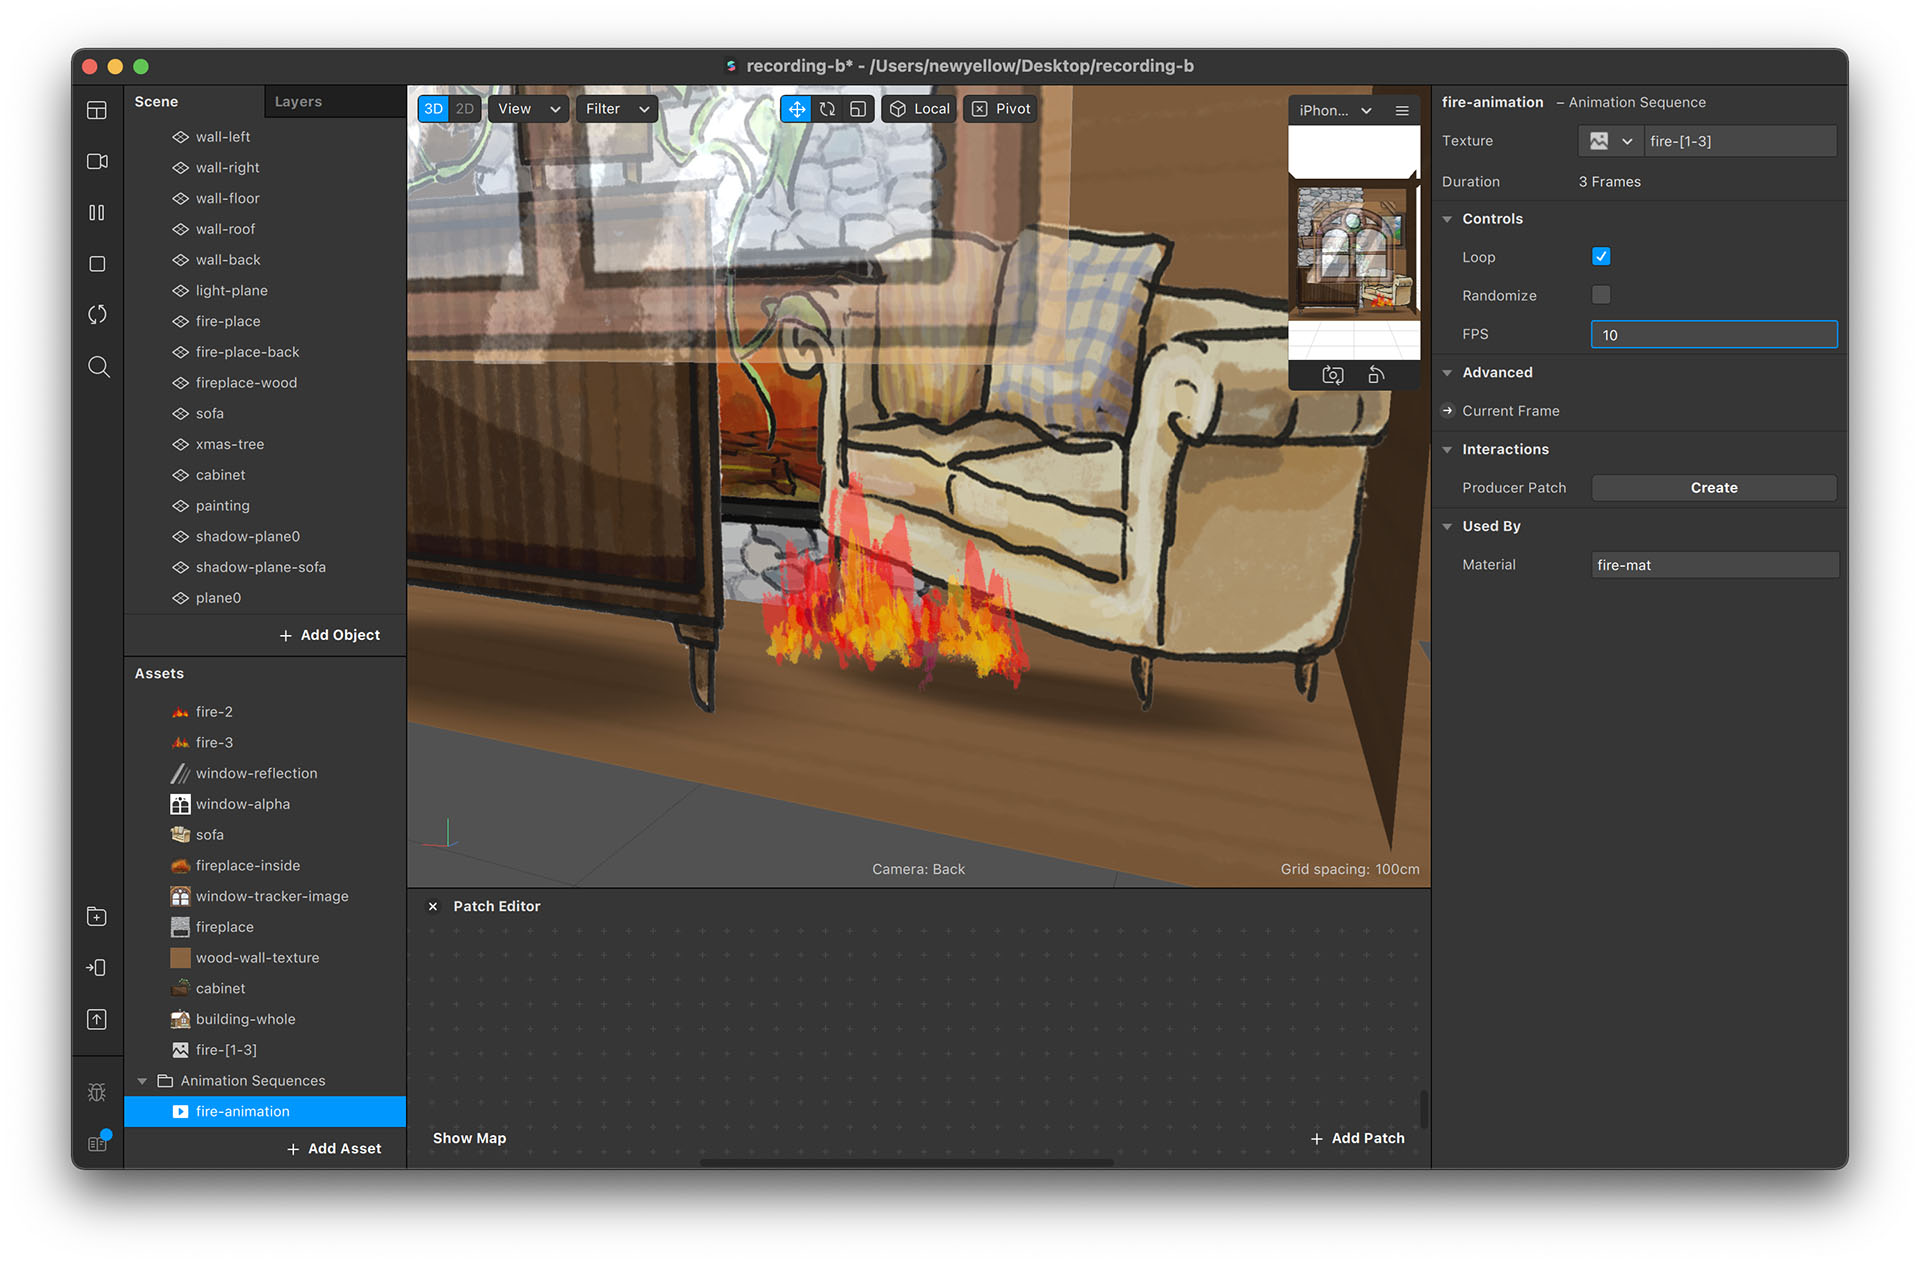 recording-b* - /Users/newyellow/Desktop/recording-b
Scene
Layers
wall-left
wall-right
wall-floor
wall-roof
wall-back
light-plane
fire-place
fire-place-back
fireplace-wood
sofa
xmas-tree
cabinet
painting
shadow-plane0
shadow-plane-sofa
plane0
+ Add Object
Assets
fire-2
fire-3
window-reflection
window-alpha
sofa
fireplace-inside
window-tracker-image
fireplace
wood-wall-texture
cabinet
building-whole
fire-[1-3]
Animation Sequences
fire-animation
+ Add Asset
3D 2D View Filter Local Pivot
iPhon...
Camera: Back
Grid spacing: 100cm
Patch Editor
Show Map
+ Add Patch
fire-animation – Animation Sequence
Texture fire-[1-3]
Duration 3 Frames
Controls
Loop
Randomize
FPS 10
Advanced
Current Frame
Interactions
Producer Patch Create
Used By
Material fire-mat